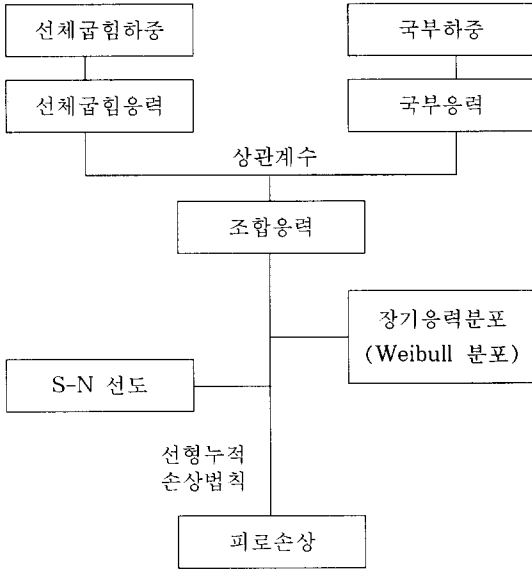 선체굽힘하중
국부하중
선체굽힘응력
국부응력
상관계수
조합응력
장기응력분포
(Weibull 분포)
S-N 선도
선형누적
손상법칙
피로손상